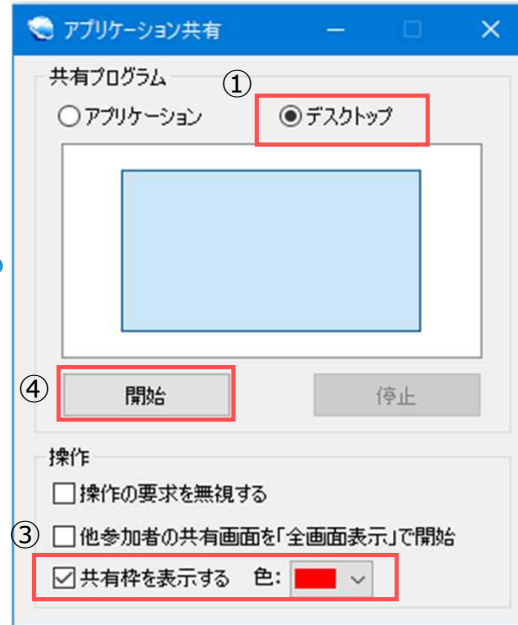 アプリケーション共有
共有プログラム
①
アプリケーション
デスクトップ
④
開始
停止
操作
操作の要求を無視する
③
他参加者の共有画面を「全画面表示」で開始
共有枠を表示する 色: